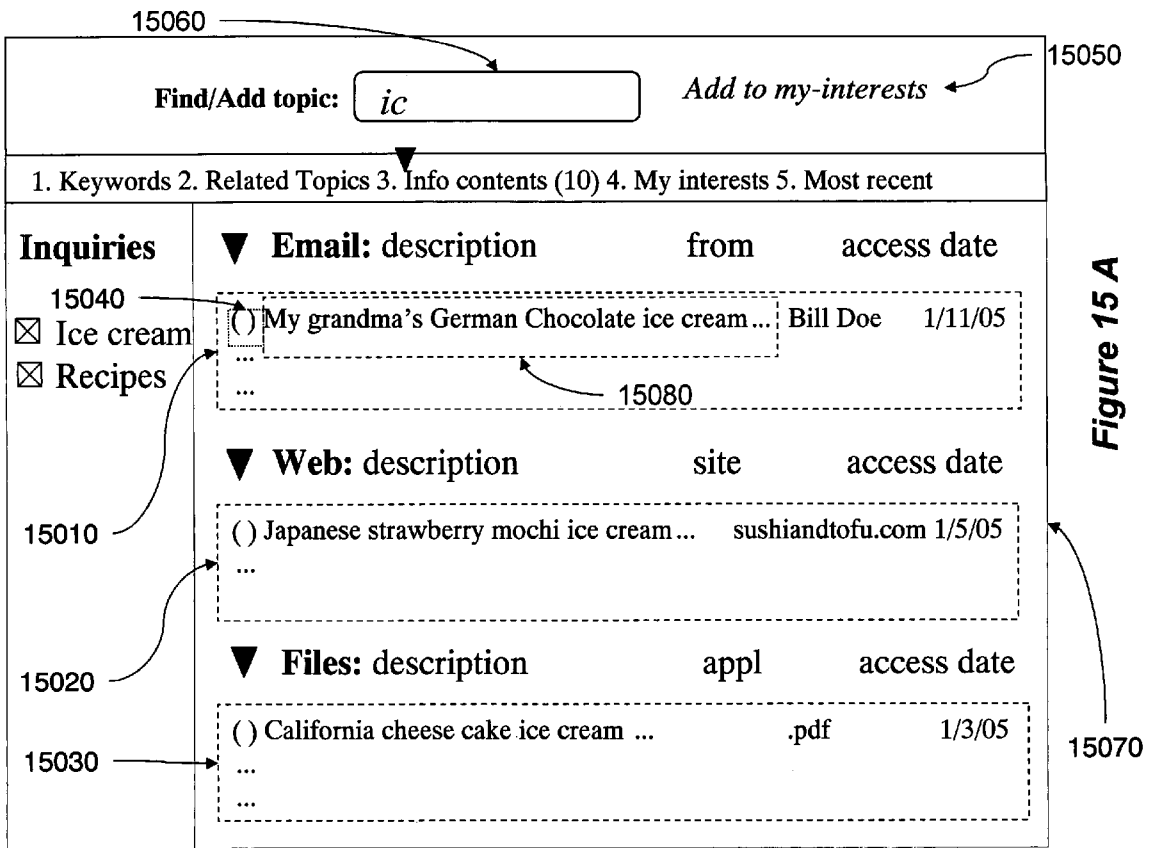 15060
15050
Find/Add topic: ic Add to my-interests
1. Keywords 2. Related Topics 3. Info contents (10) 4. My interests 5. Most recent
Inquiries
Email: description from access date
15040
( ) My grandma's German Chocolate ice cream... Bill Doe 1/11/05
Ice cream
...
Recipes
...
15080
Figure 15 A
Web: description site access date
15010
( ) Japanese strawberry mochi ice cream ... sushiandtofu.com 1/5/05
...
Files: description appl access date
15020
( ) California cheese cake ice cream ... .pdf 1/3/05
15070
15030
...
...